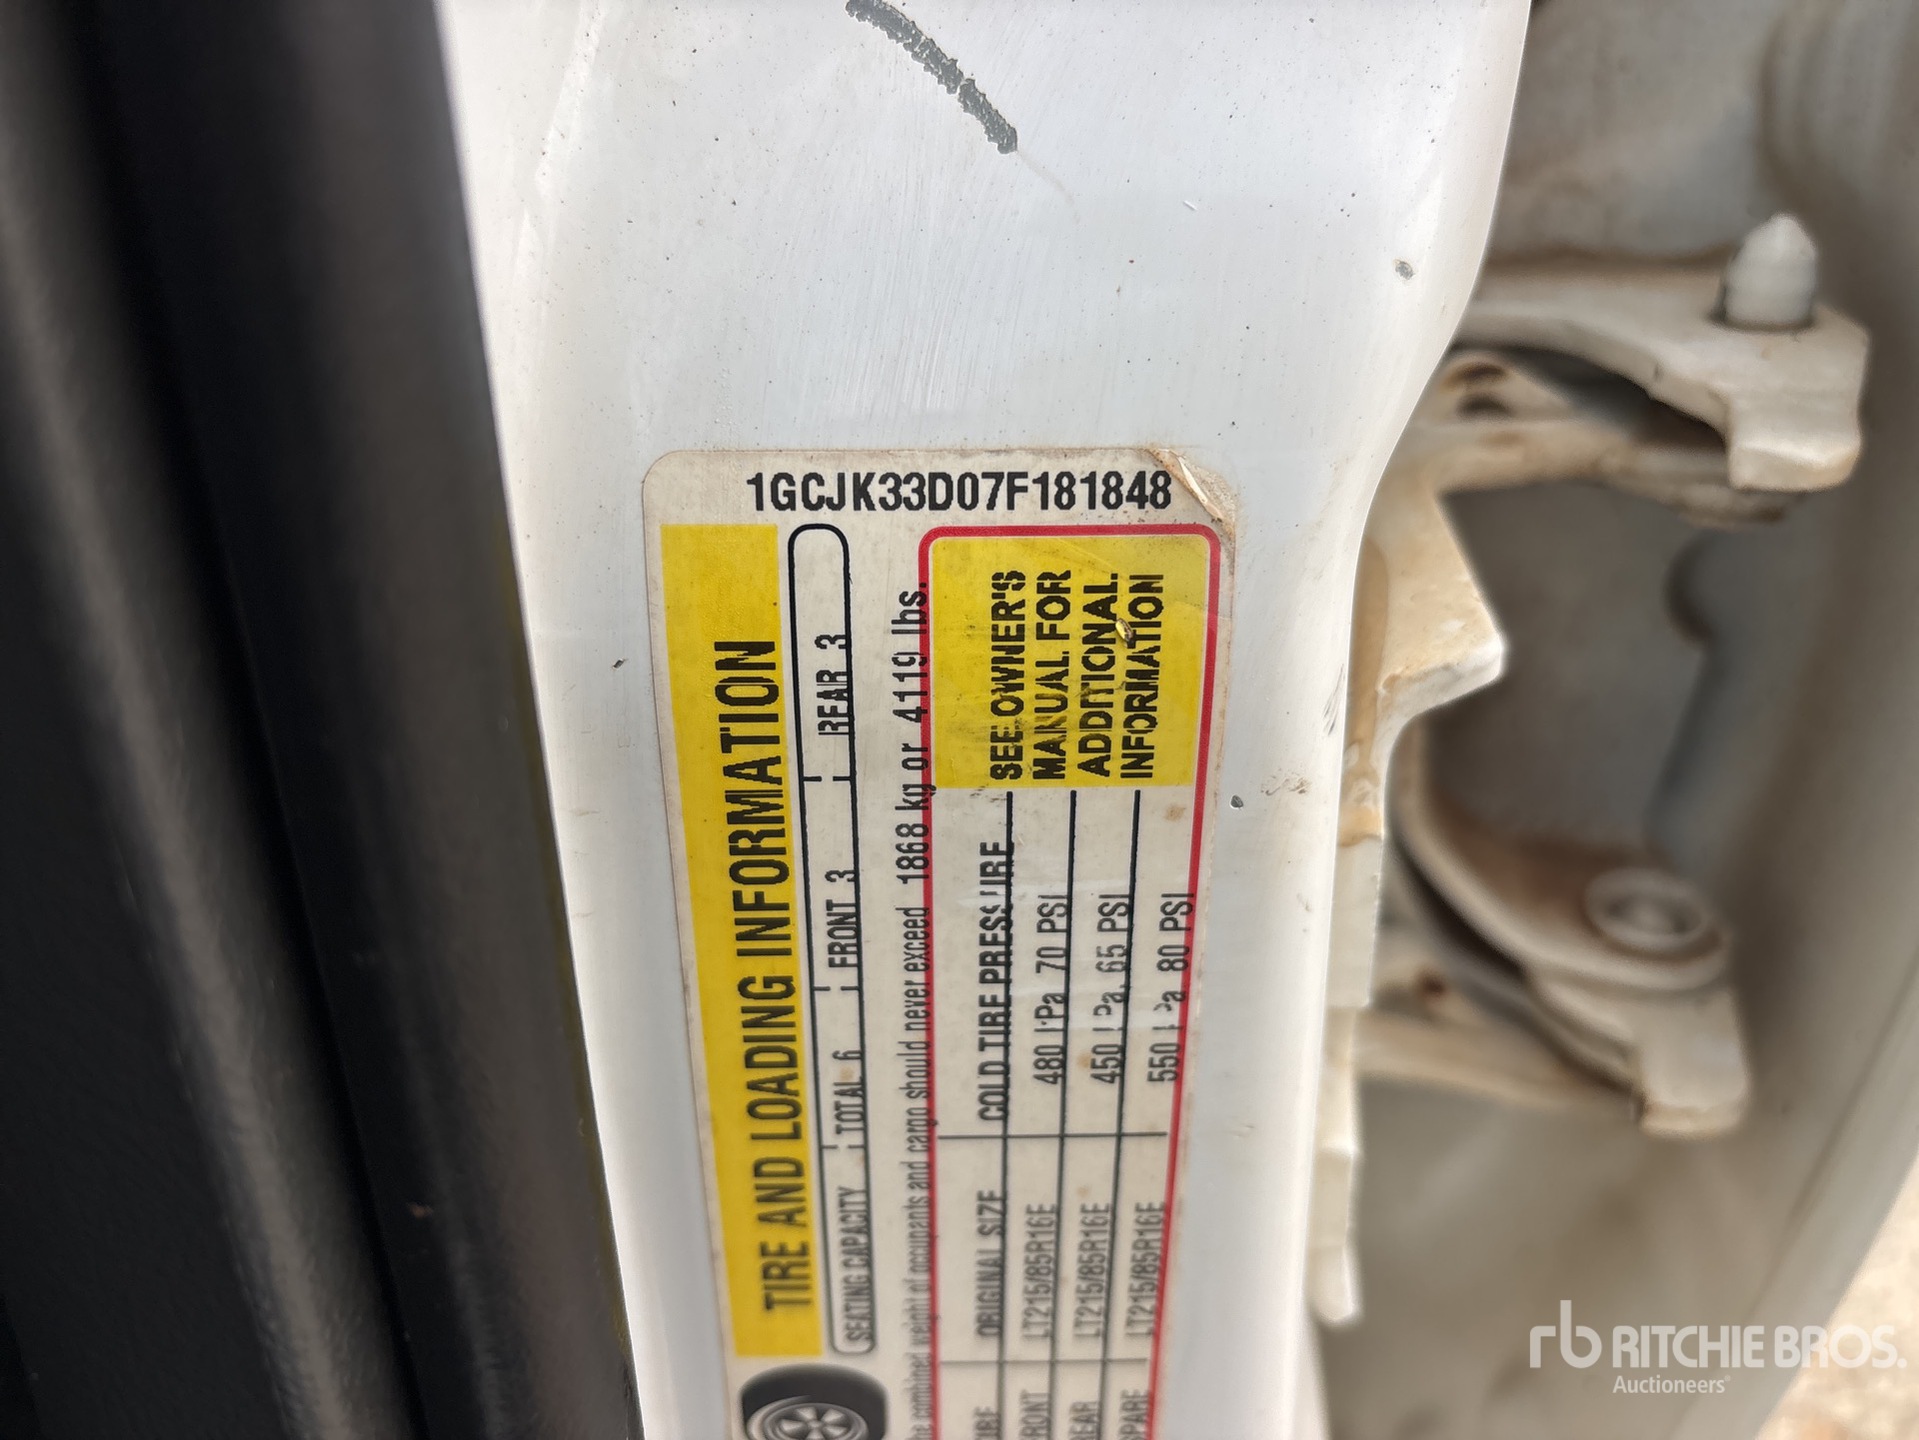 1GCJK33D07F181848
TIRE AND LOADING INFORMATION
SEATING CAPACITY TOTAL 6 FRONT 3 REAR 3
combined weight of occupants and cargo should never exceed 1868 kg or 4119 lbs.
ORIGINAL SIZE COLD TIRE PRESSURE
FRONT LT215/85R16E 480 kPa, 70 PSI
REAR LT215/85R16E 450 kPa, 65 PSI
SPARE LT215/85R16E 550 kPa, 80 PSI
SEE OWNER'S
MANUAL FOR
ADDITIONAL
INFORMATION
rb RITCHIE BROS.
Auctioneers